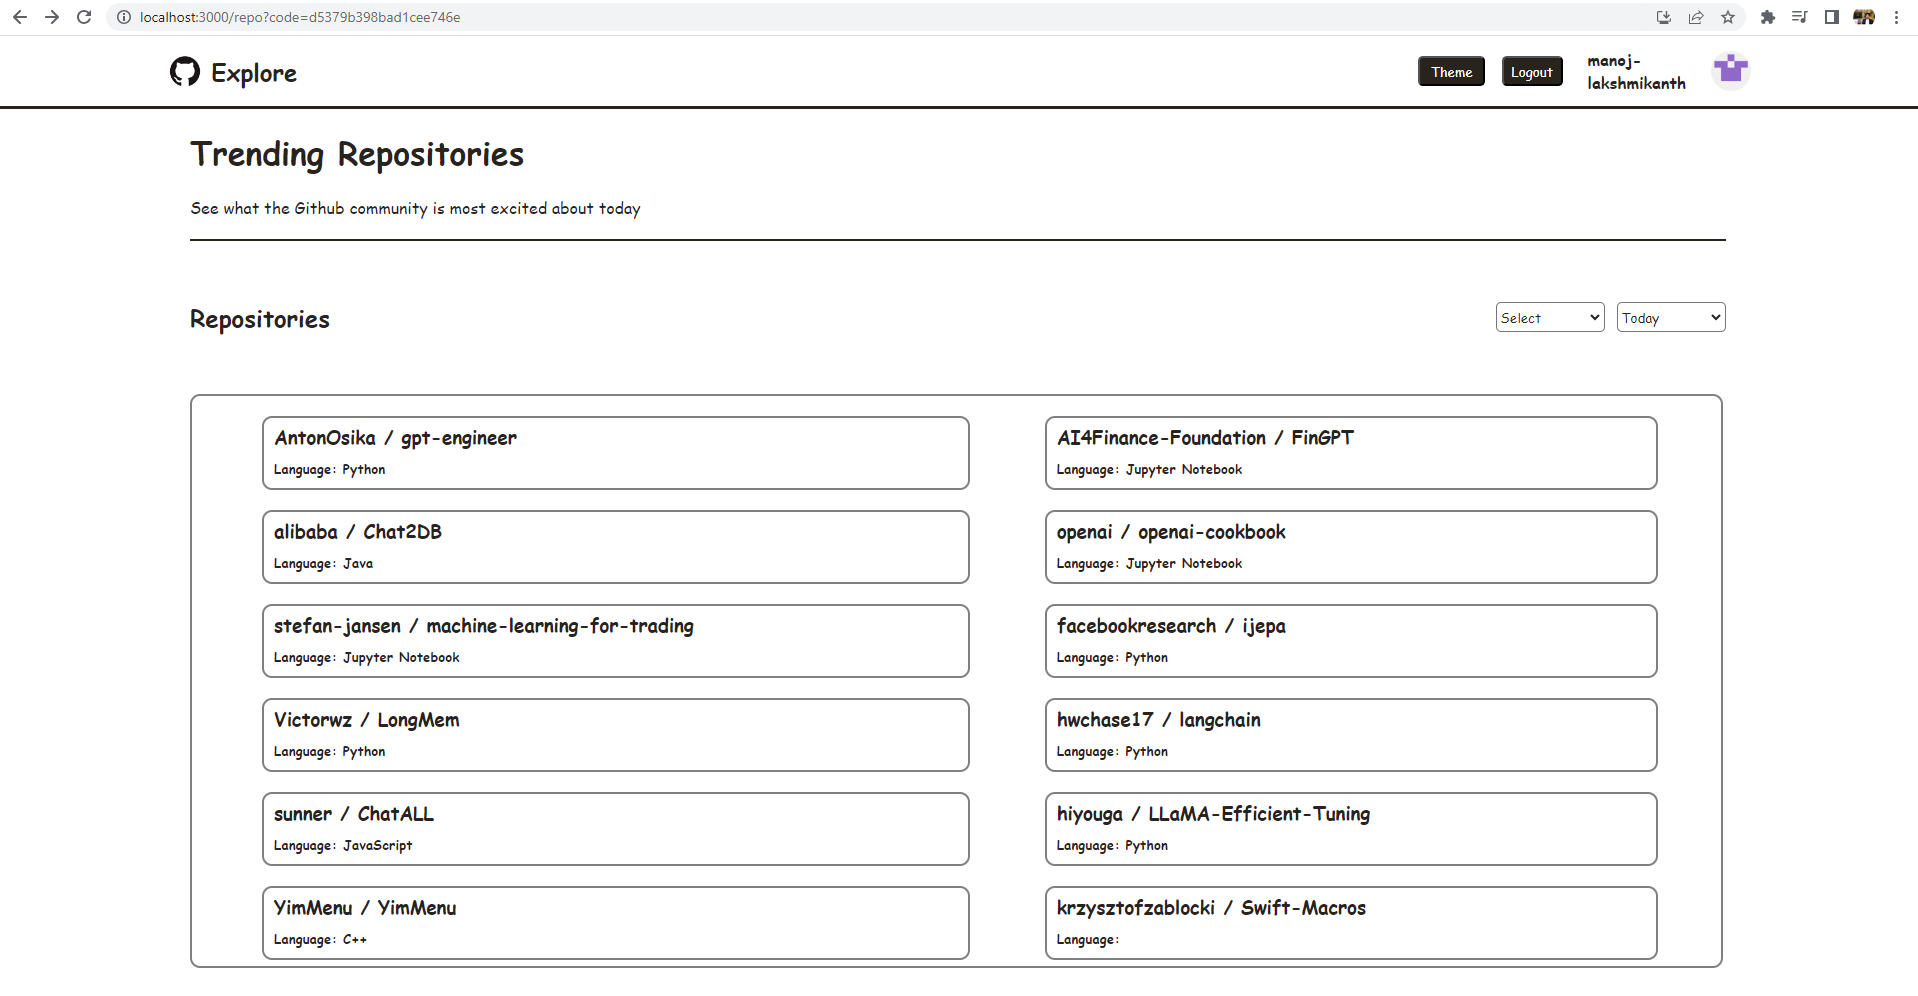 localhost:3000/repo?code=d5379b398bad1cee746e
Explore
Theme
Logout
manoj-
lakshmikanth
Trending Repositories
See what the Github community is most excited about today
Repositories
Select
Today
AntonOsika / gpt-engineer
Language: Python
AI4Finance-Foundation / FinGPT
Language: Jupyter Notebook
alibaba / Chat2DB
Language: Java
openai / openai-cookbook
Language: Jupyter Notebook
stefan-jansen / machine-learning-for-trading
Language: Jupyter Notebook
facebookresearch / ijepa
Language: Python
Victorwz / LongMem
Language: Python
hwchase17 / langchain
Language: Python
sunner / ChatALL
Language: JavaScript
hiyouga / LLaMA-Efficient-Tuning
Language: Python
YimMenu / YimMenu
Language: C++
krzysztofzablocki / Swift-Macros
Language: